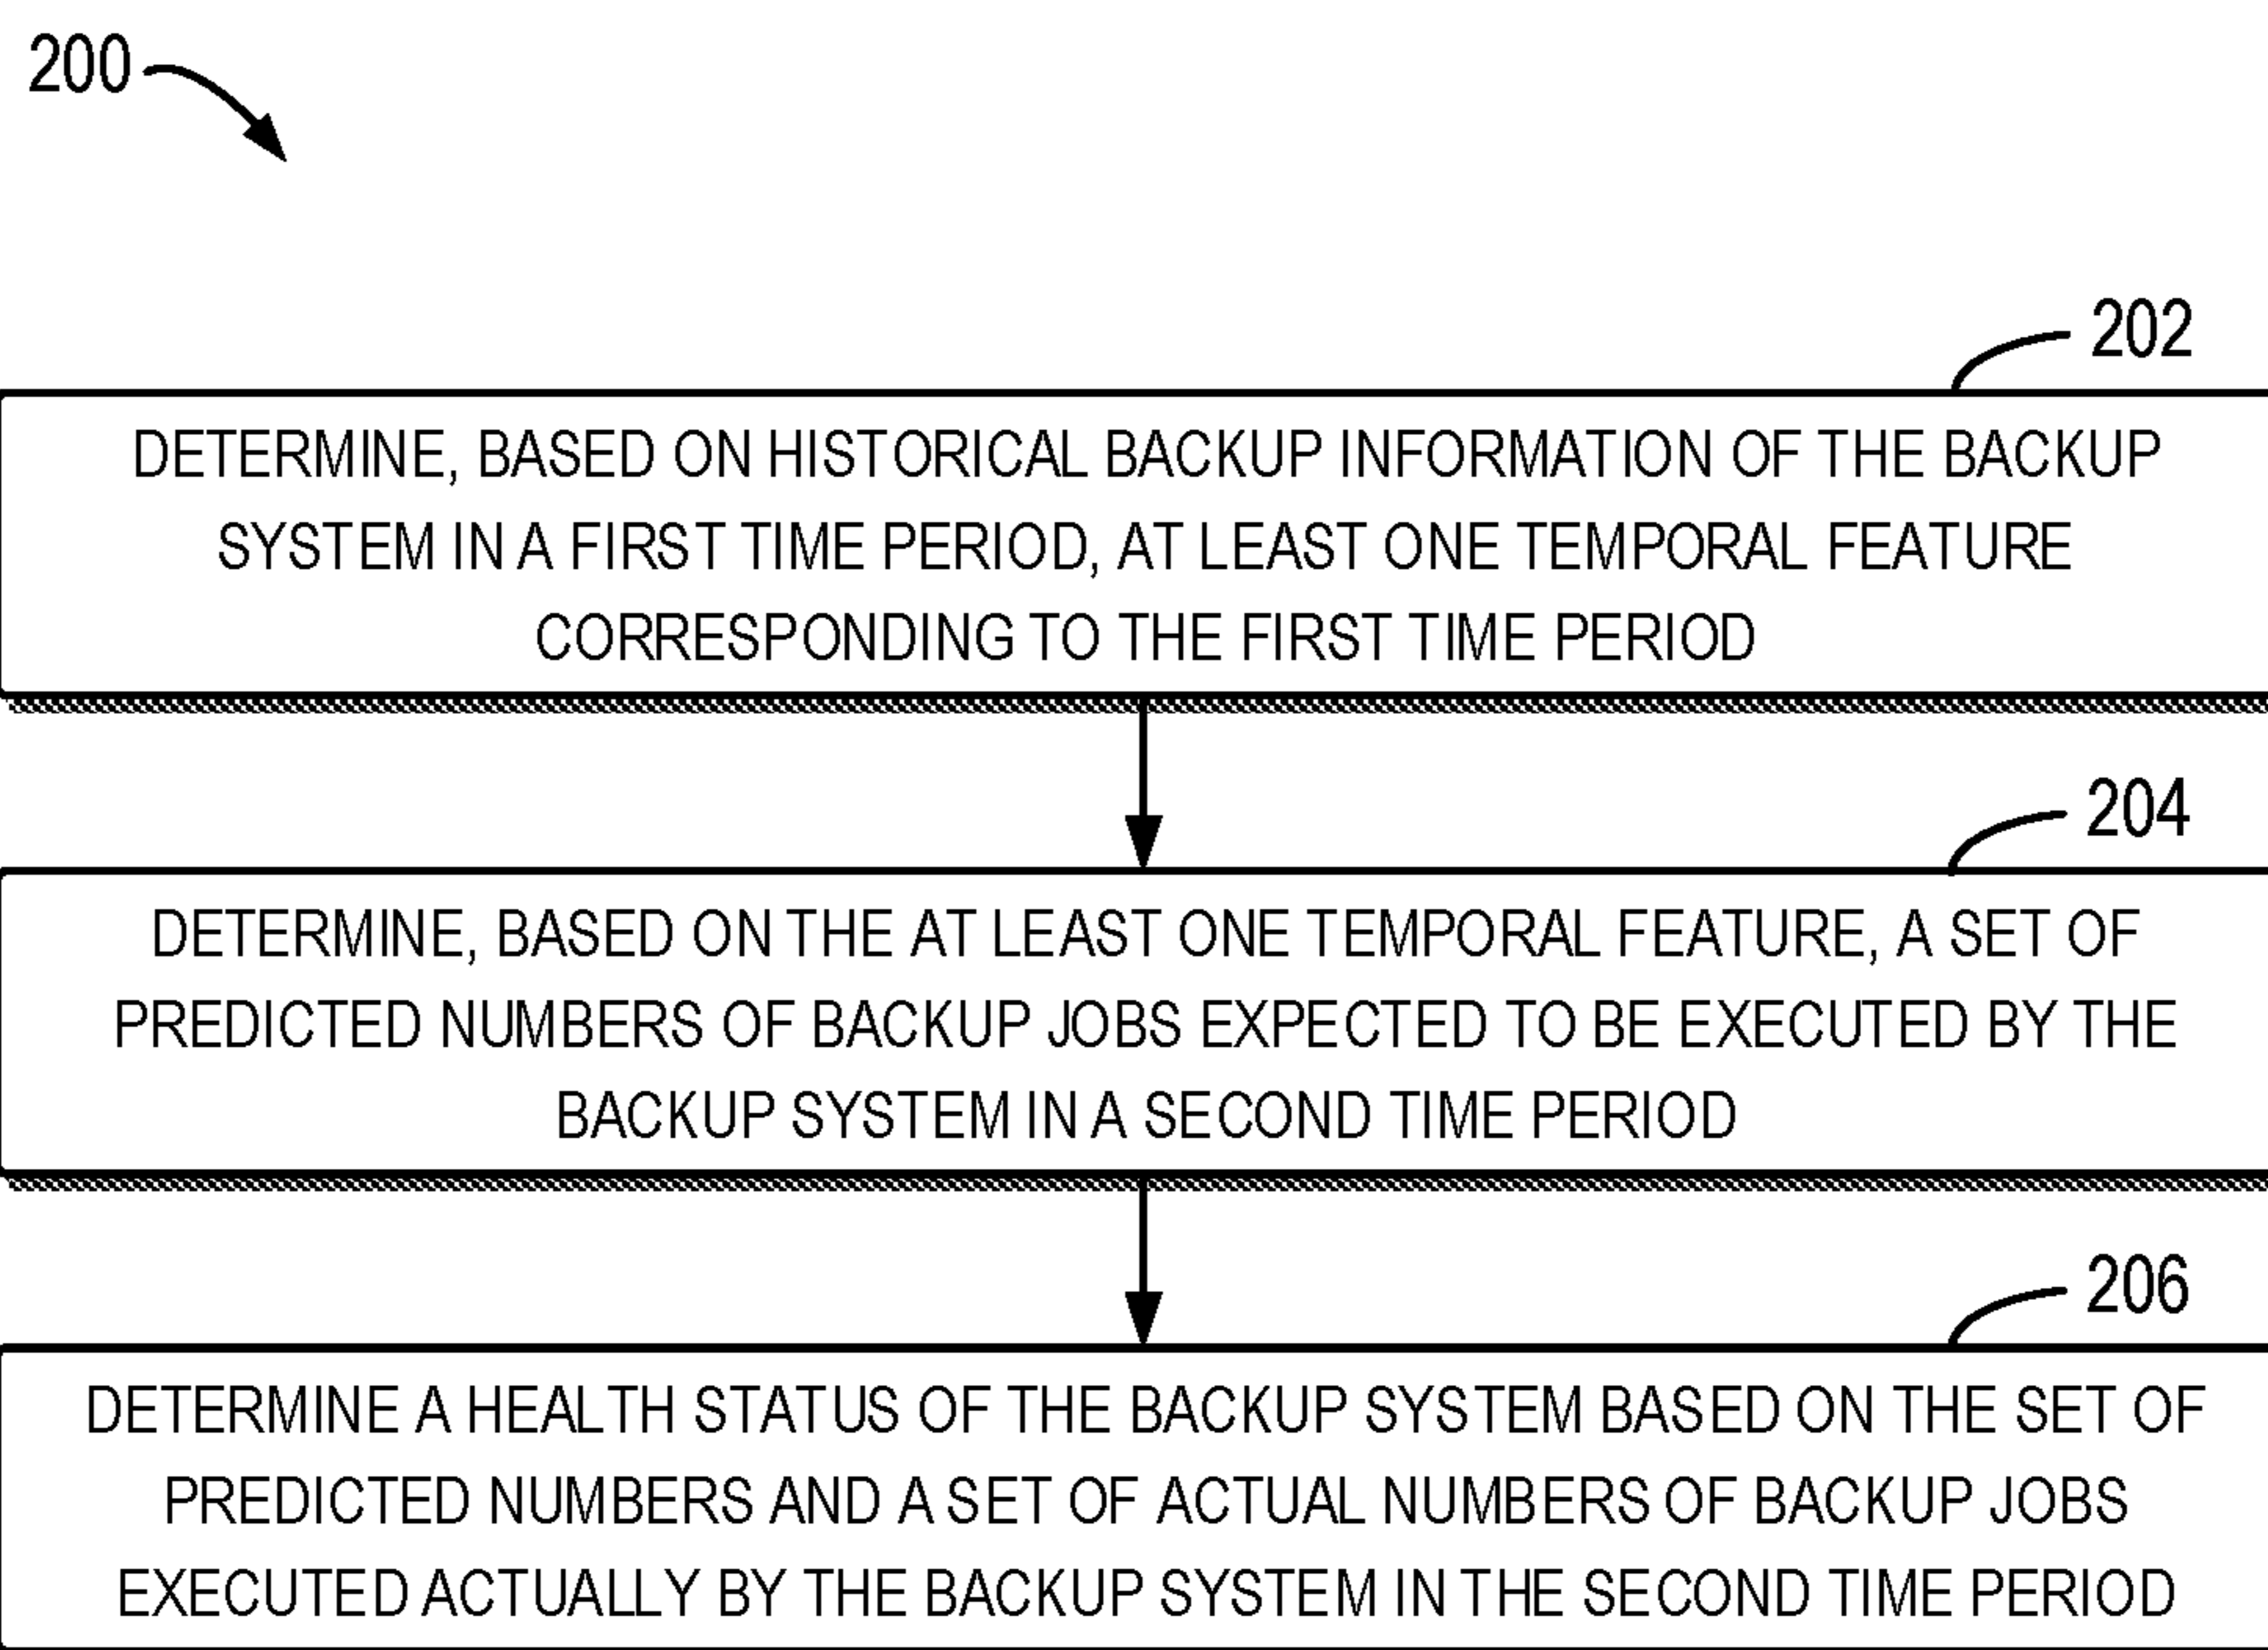 200
202
DETERMINE, BASED ON HISTORICAL BACKUP INFORMATION OF THE BACKUP
SYSTEM IN A FIRST TIME PERIOD, AT LEAST ONE TEMPORAL FEATURE
CORRESPONDING TO THE FIRST TIME PERIOD
204
DETERMINE, BASED ON THE AT LEAST ONE TEMPORAL FEATURE, A SET OF
PREDICTED NUMBERS OF BACKUP JOBS EXPECTED TO BE EXECUTED BY THE
BACKUP SYSTEM IN A SECOND TIME PERIOD
206
DETERMINE A HEALTH STATUS OF THE BACKUP SYSTEM BASED ON THE SET OF
PREDICTED NUMBERS AND A SET OF ACTUAL NUMBERS OF BACKUP JOBS
EXECUTED ACTUALLY BY THE BACKUP SYSTEM IN THE SECOND TIME PERIOD